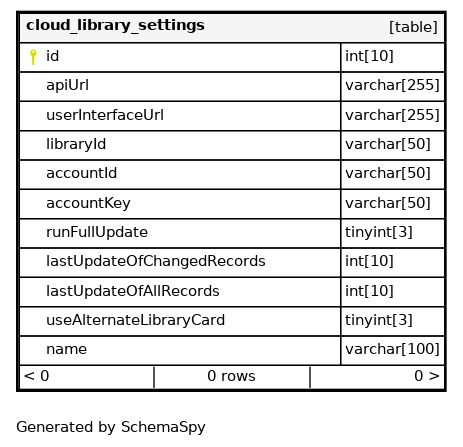 cloud_library_settings [table]
id int[10]
apiUrl varchar[255]
userInterfaceUrl varchar[255]
libraryId varchar[50]
accountId varchar[50]
accountKey varchar[50]
runFullUpdate tinyint[3]
lastUpdateOfChangedRecords int[10]
lastUpdateOfAllRecords int[10]
useAlternateLibraryCard tinyint[3]
name varchar[100]
< 0 0 rows 0 >
Generated by SchemaSpy